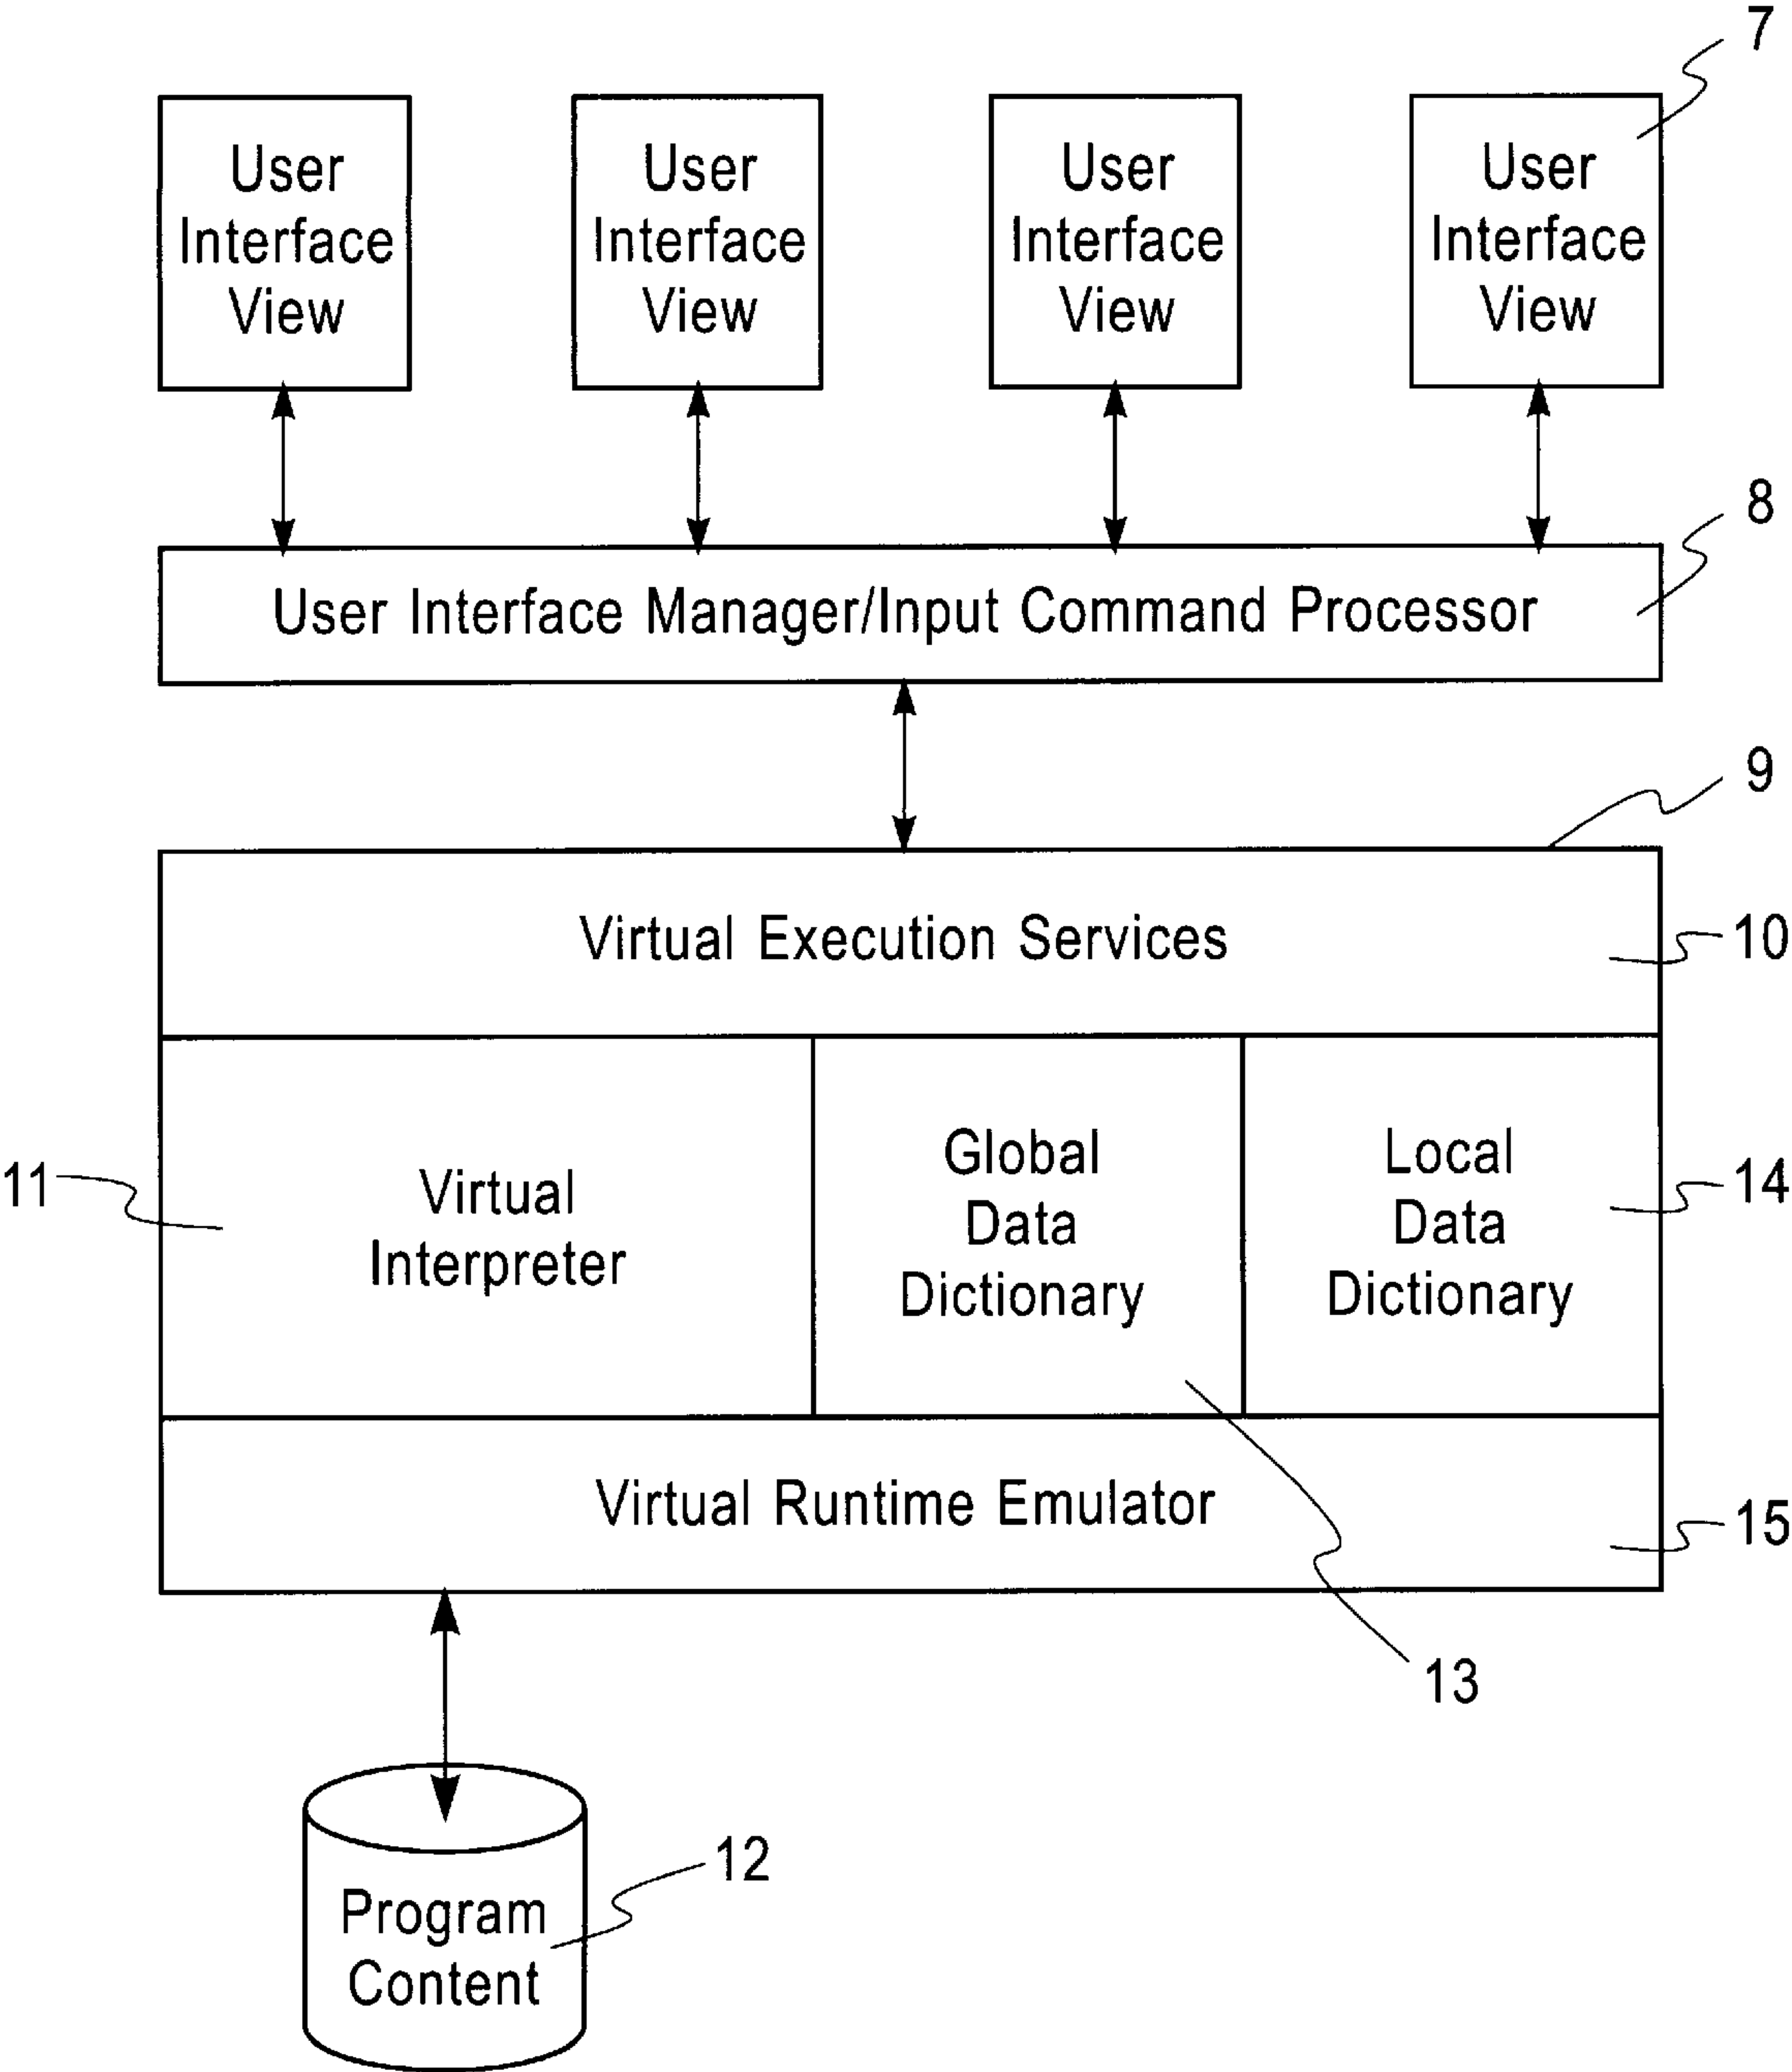 7
User
Interface
View
User
Interface
View
User
Interface
View
User
Interface
View
8
User Interface Manager/Input Command Processor
9
Virtual Execution Services
10
11
Virtual
Interpreter
Global
Data
Dictionary
Local
Data
Dictionary
14
Virtual Runtime Emulator
15
13
12
Program
Content